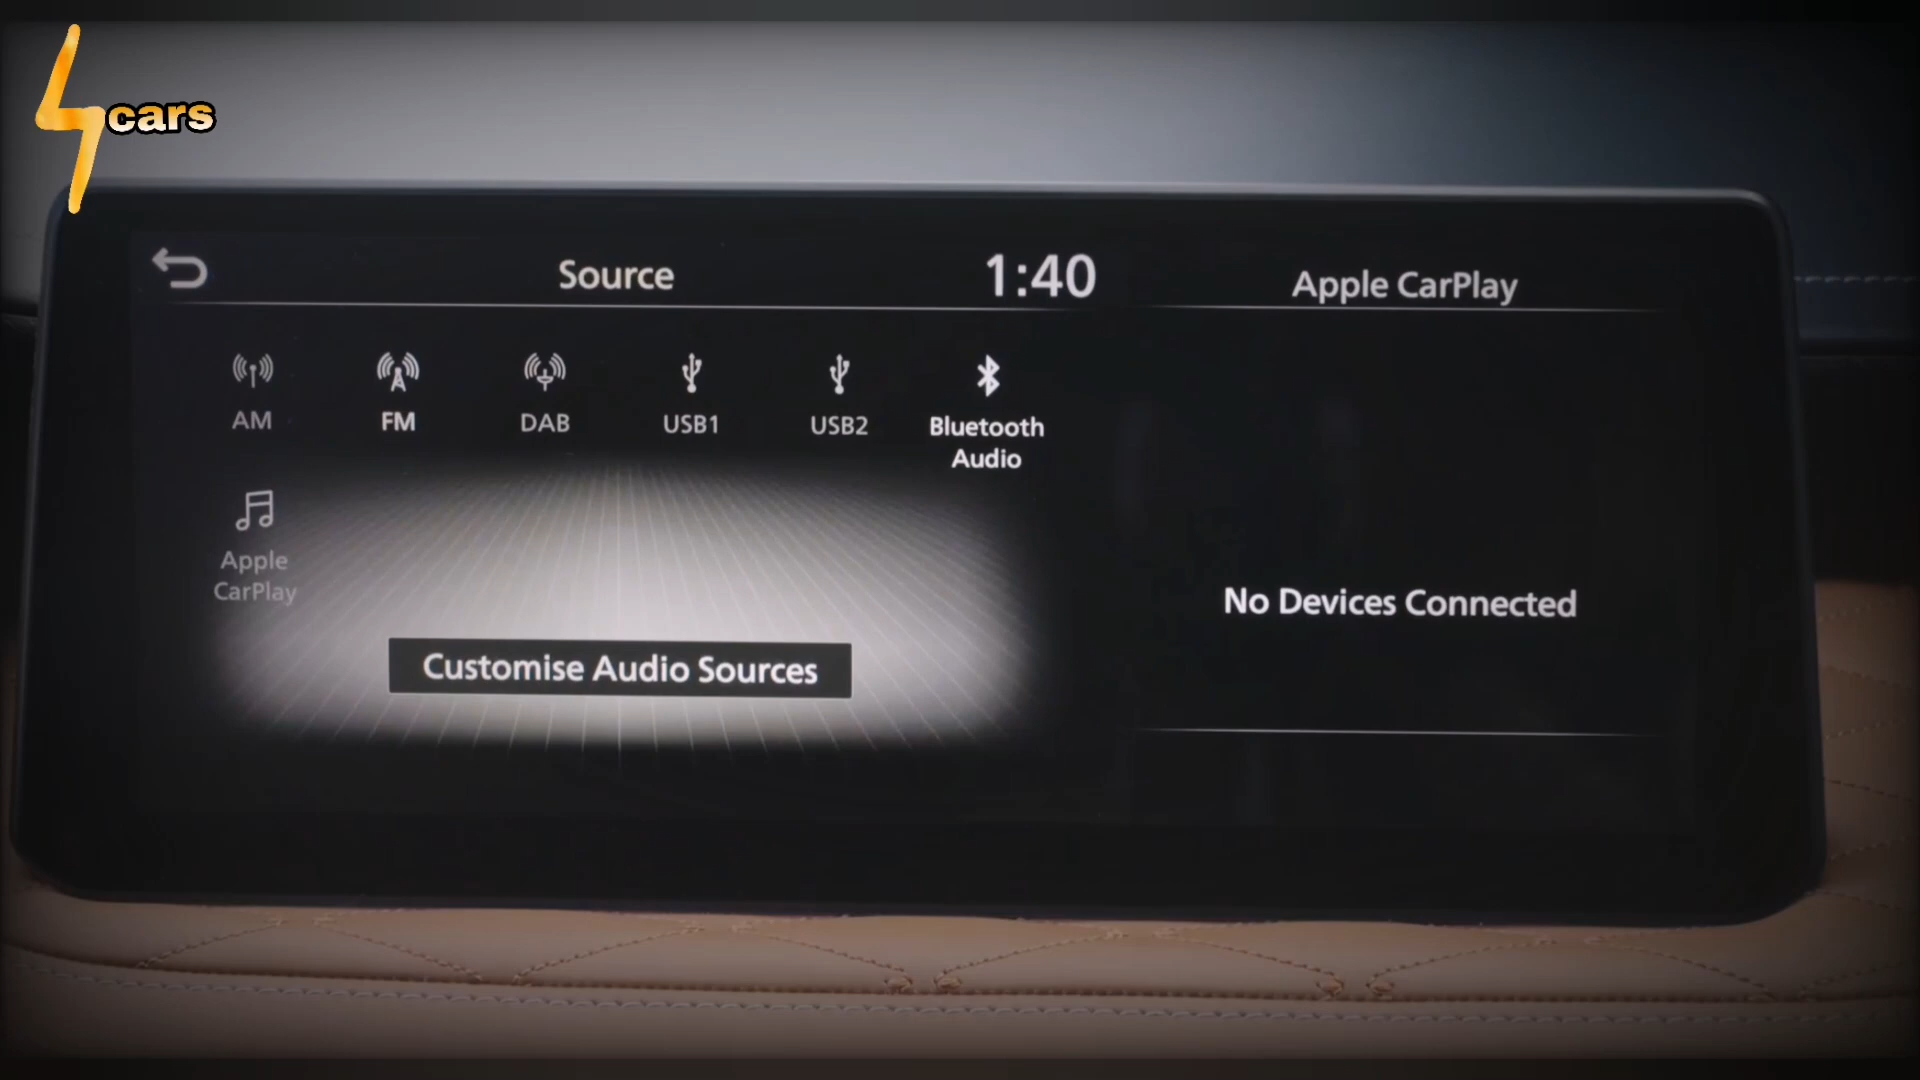 cars
Source
1:40
Apple CarPlay
AM
FM
DAB
USB1
USB2
Bluetooth
Audio
Apple
CarPlay
Customise Audio Sources
No Devices Connected